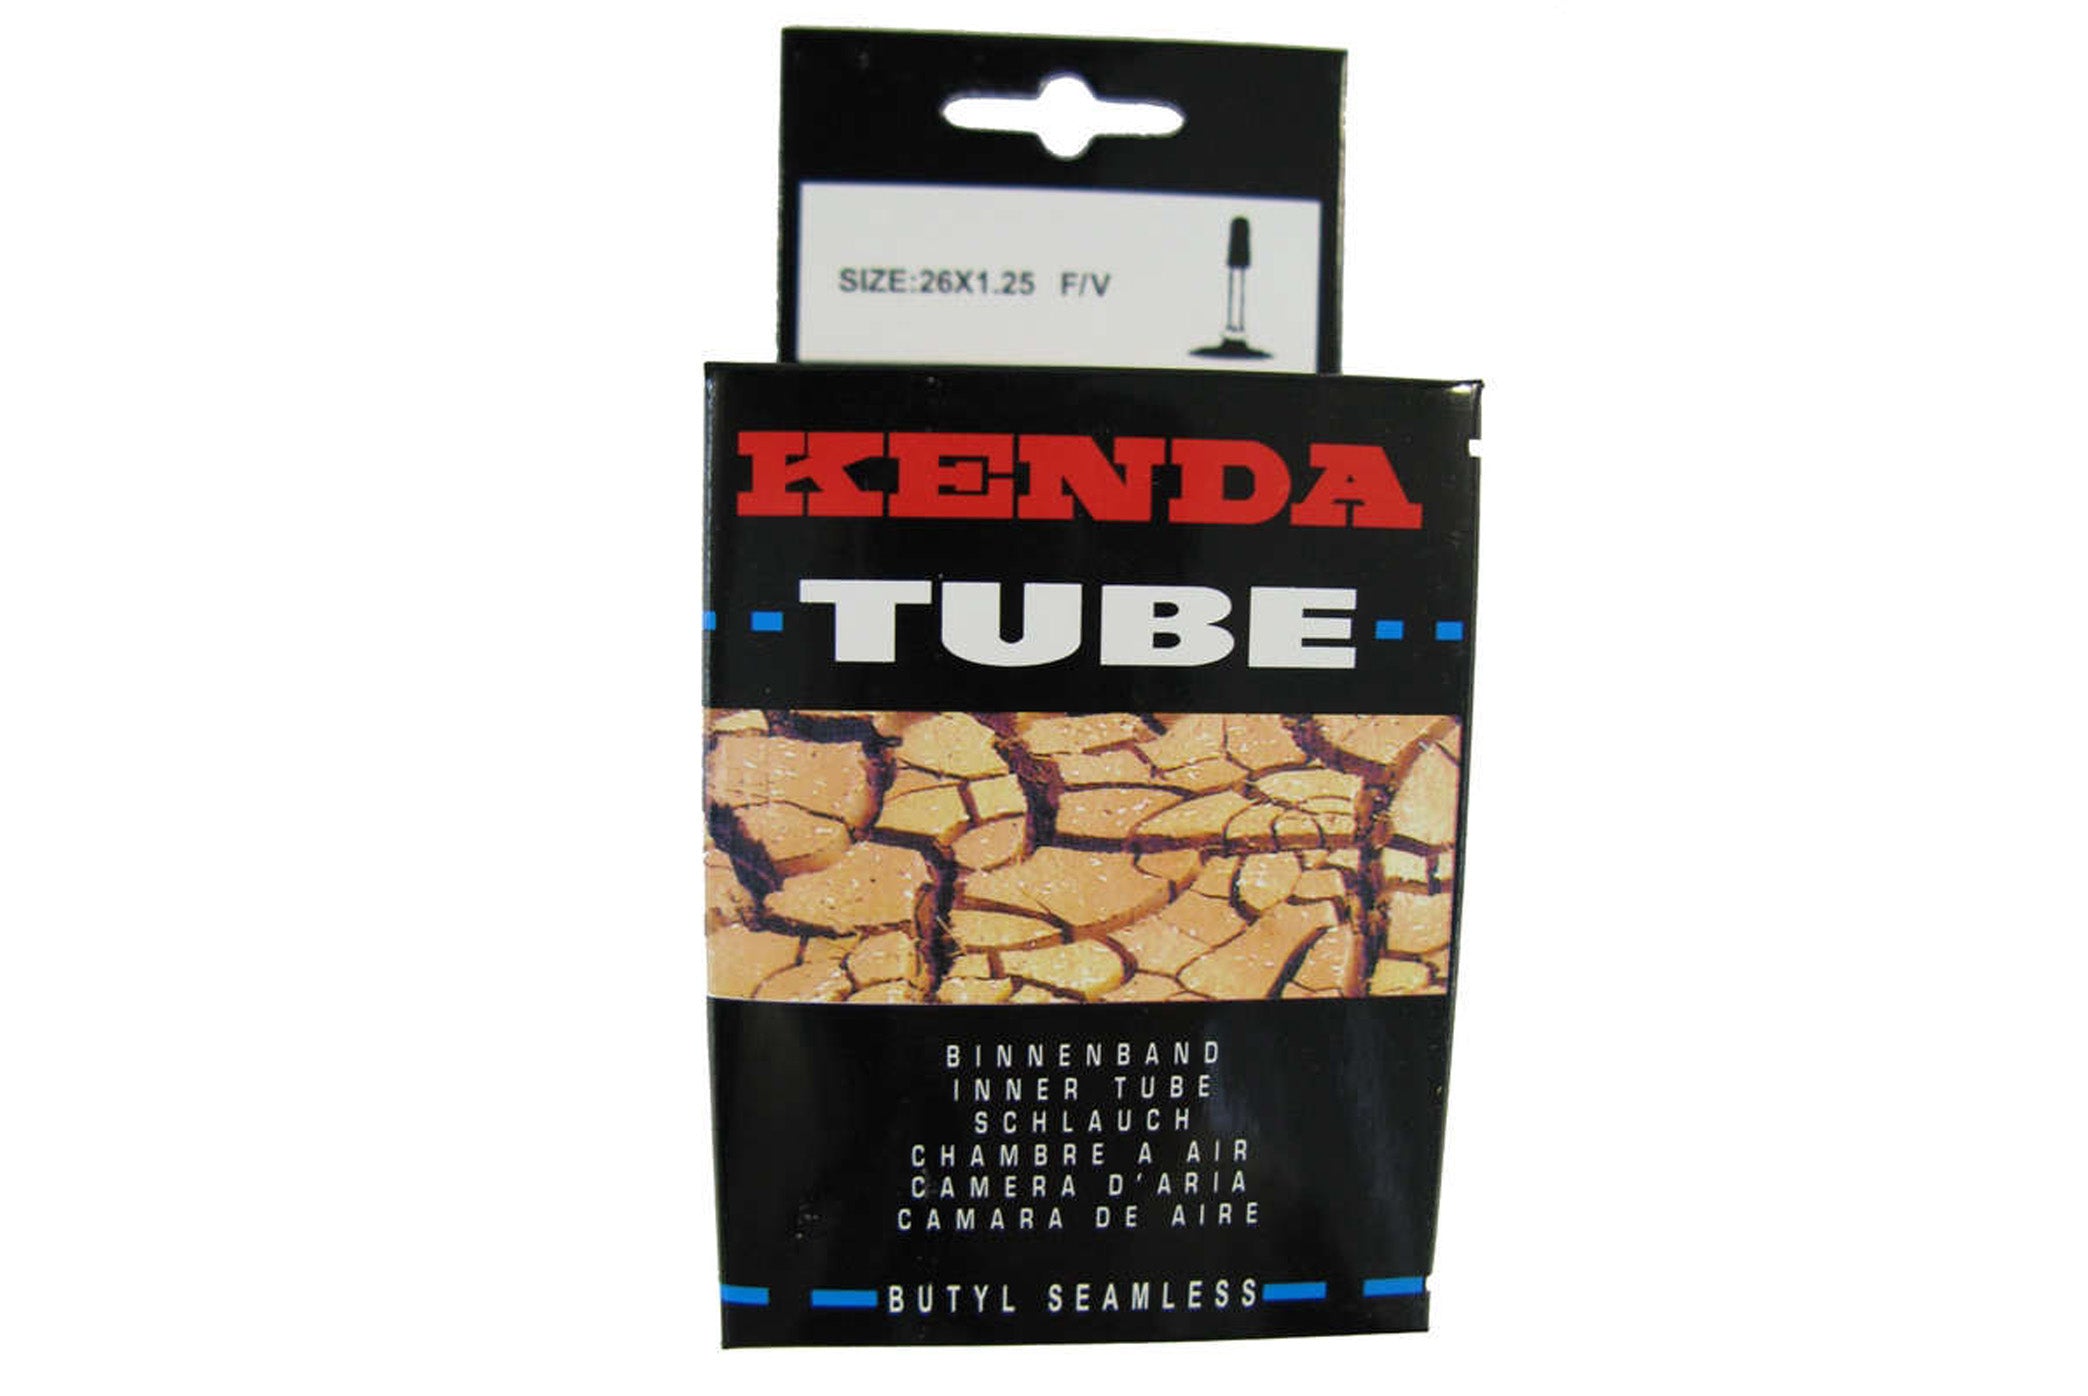 SIZE:26X1.25 F/V
KENDA
TUBE
BINNENBAND
INNER TUBE
SCHLAUCH
CHAMBRE A AIR
CAMERA D'ARIA
CAMARA DE AIRE
BUTYL SEAMLESS